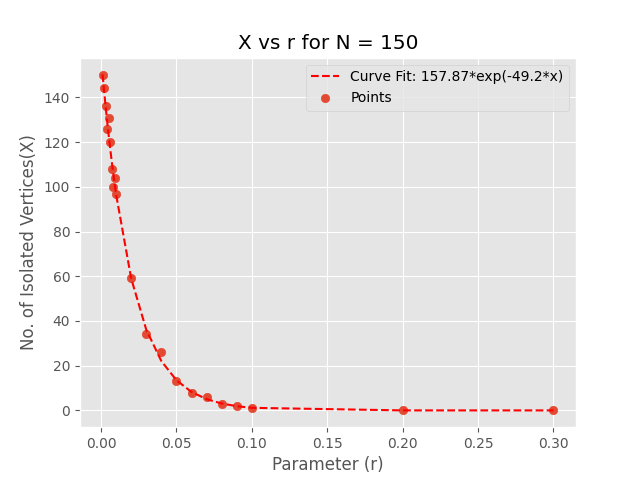 X vs r for N = 150
Curve Fit: 157.87*exp(-49.2*x)
Points
No. of Isolated Vertices(X)
140
120
100
80
60
40
20
0
0.00 0.05 0.10 0.15 0.20 0.25 0.30
Parameter (r)